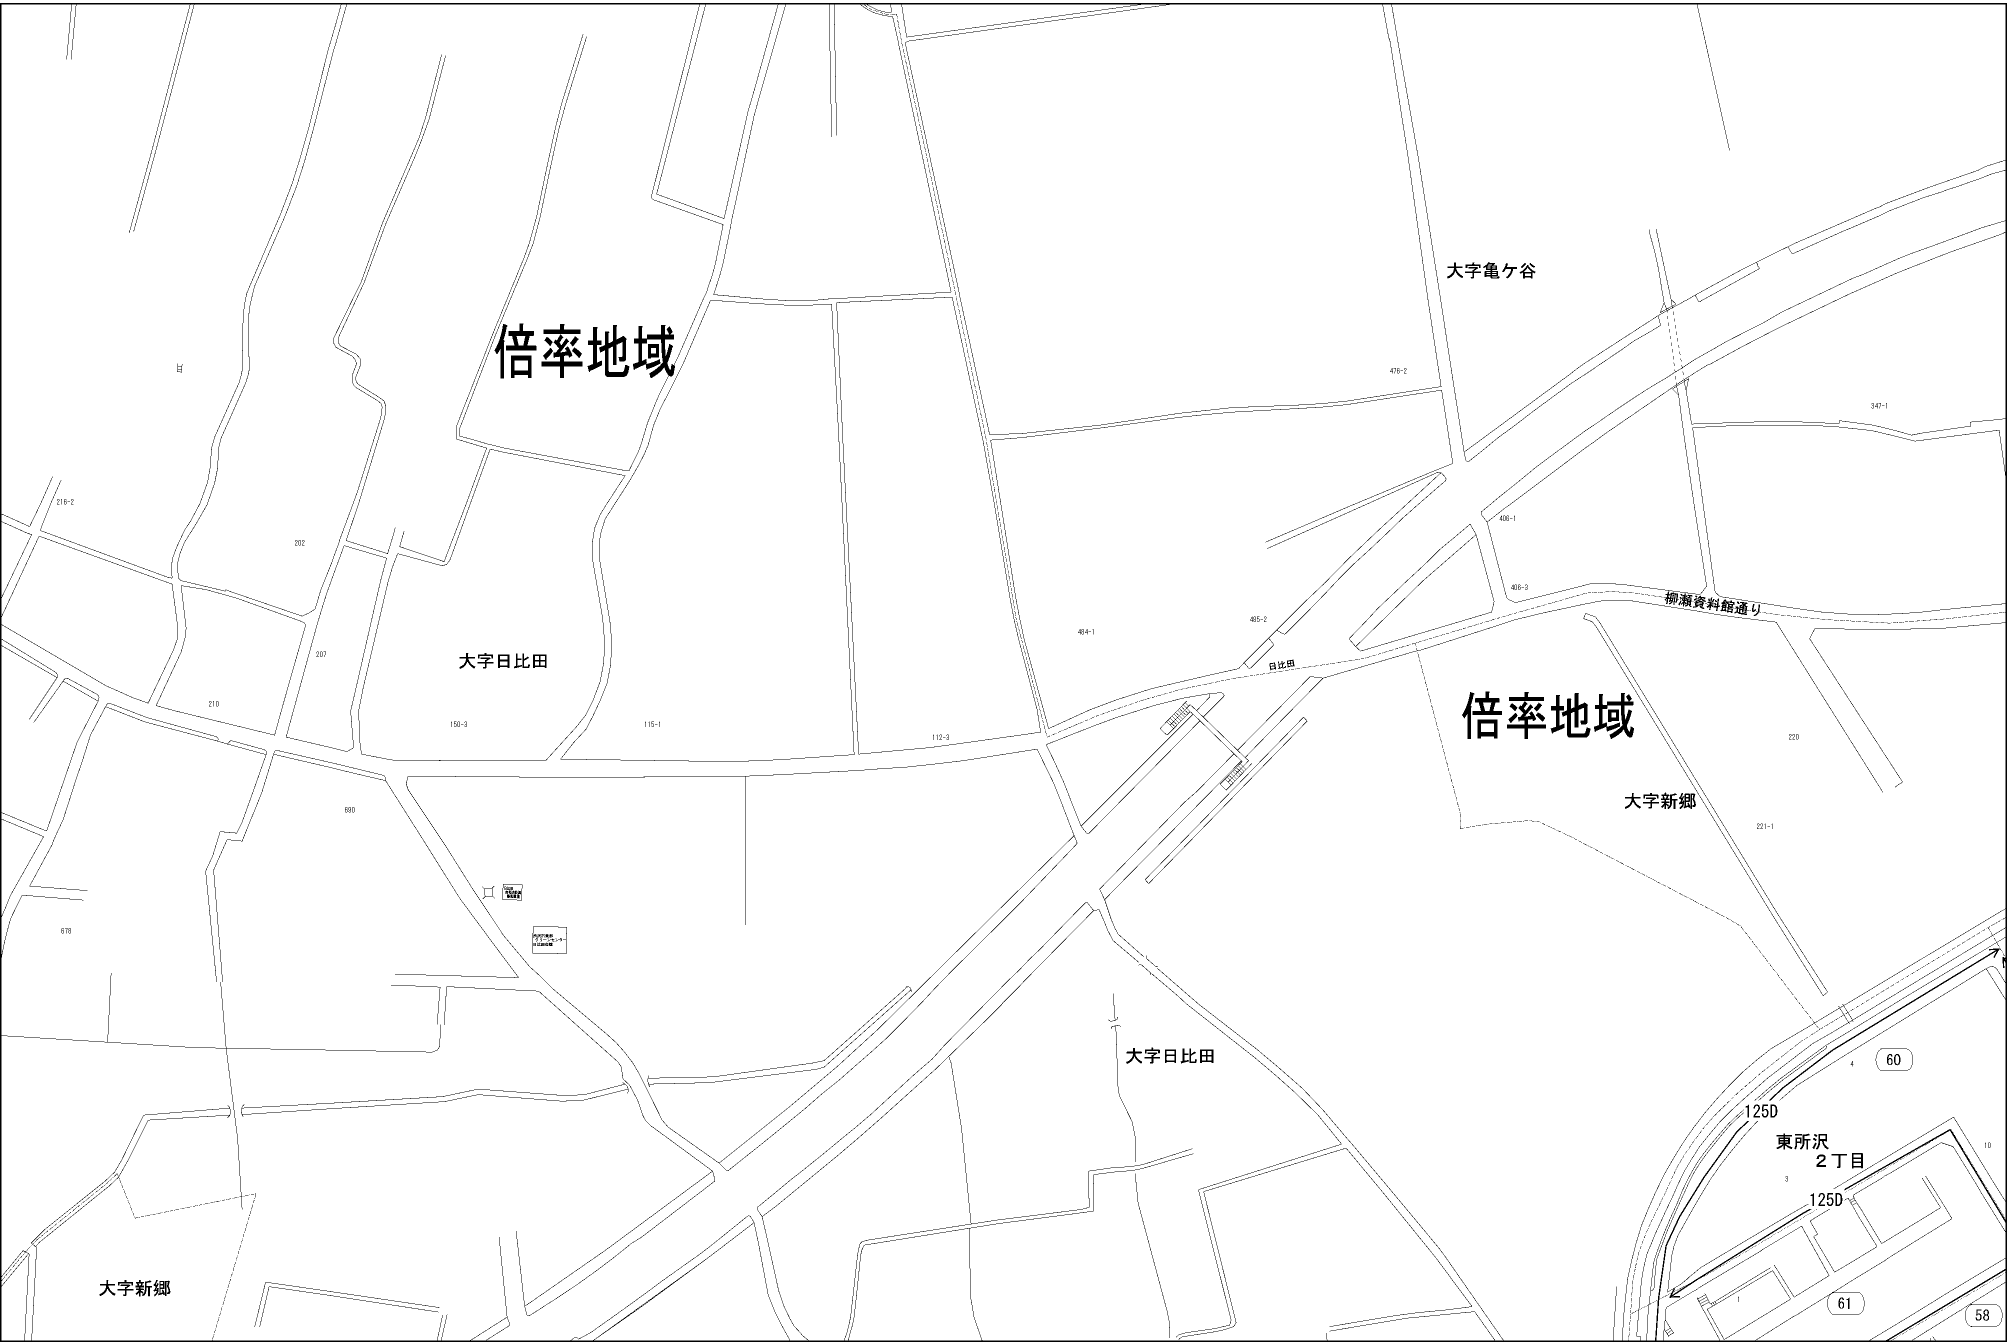 大字亀ケ谷
倍率地域
476-2
347-1
216-2
406-1
202
406-3
柳瀬資料館通り
485-2
484-1
207
大字日比田
日比田
210
150-3
115-1
112-3
倍率地域
220
大字新郷
690
221-1
678
大字日比田
60
4
125D
東所沢
2丁目
10
3
125D
大字新郷
1
61
58